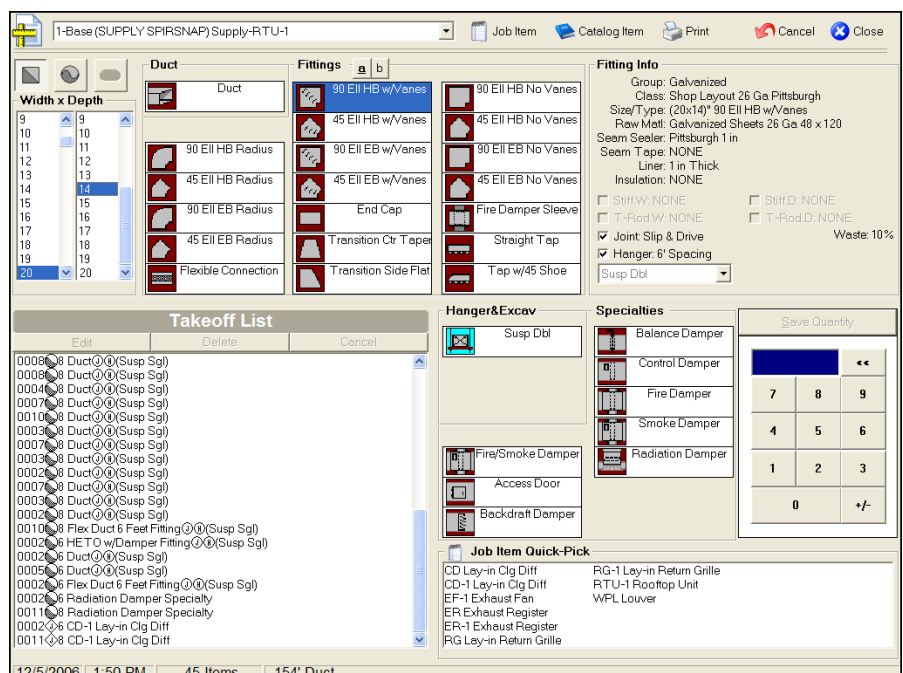 1-Base (SUPPLY SPIRSNAP) Supply-RTU-1
Job Item
Catalog Item
Print
Cancel
Close
Width x Depth
9 9
10 10
11 11
12 12
13 13
14 14
15 15
16 16
17 17
18 18
19 19
20 20
Duct
Duct
90 Ell HB Radius
45 Ell HB Radius
90 Ell EB Radius
45 Ell EB Radius
Flexible Connection
Fittings
a b
90 Ell HB w/Vanes
45 Ell HB w/Vanes
90 Ell EB w/Vanes
45 Ell EB w/Vanes
End Cap
Transition Ctr Taper
Transition Side Flat
90 Ell HB No Vanes
45 Ell HB No Vanes
90 Ell EB No Vanes
45 Ell EB No Vanes
Fire Damper Sleeve
Straight Tap
Tap w/45 Shoe
Fitting Info
Group: Galvanized
Class: Shop Layout 26 Ga Pittsburgh
Size/Type: (20x14)" 90 Ell HB w/Vanes
Raw Matl: Galvanized Sheets 26 Ga 48 x 120
Seam Sealer: Pittsburgh 1 in
Seam Tape: NONE
Liner: 1 in Thick
Insulation: NONE
Stiff.W: NONE
Stiff.D: NONE
T-Rod.W: NONE
T-Rod.D: NONE
Joint: Slip & Drive
Waste: 10%
Hanger: 6' Spacing
Susp Dbl
Takeoff List
Edit
Delete
Cancel
0008 8 Duct(J)(H)(Susp Sgl)
0008 8 Duct(J)(H)(Susp Sgl)
0004 8 Duct(J)(H)(Susp Sgl)
0007 8 Duct(J)(H)(Susp Sgl)
0010 8 Duct(J)(H)(Susp Sgl)
0003 8 Duct(J)(H)(Susp Sgl)
0007 8 Duct(J)(H)(Susp Sgl)
0003 8 Duct(J)(H)(Susp Sgl)
0002 8 Duct(J)(H)(Susp Sgl)
0007 8 Duct(J)(H)(Susp Sgl)
0003 8 Duct(J)(H)(Susp Sgl)
0002 8 Duct(J)(H)(Susp Sgl)
0010 8 Flex Duct 6 Feet Fitting(J)(H)(Susp Sgl)
0002 6 HETO w/Damper Fitting(J)(H)(Susp Sgl)
0002 6 Duct(J)(H)(Susp Sgl)
0005 6 Duct(J)(H)(Susp Sgl)
0002 6 Flex Duct 6 Feet Fitting(J)(H)(Susp Sgl)
0002 6 Radiation Damper Specialty
0011 8 Radiation Damper Specialty
0002 6 CD-1 Lay-in Clg Diff
0011 8 CD-1 Lay-in Clg Diff
Hanger&Excav
Susp Dbl
Fire/Smoke Damper
Access Door
Backdraft Damper
Specialties
Balance Damper
Control Damper
Fire Damper
Smoke Damper
Radiation Damper
Save Quantity
<<
7 8 9
4 5 6
1 2 3
0 +/-
Job Item Quick-Pick
CD Lay-in Clg Diff
CD-1 Lay-in Clg Diff
EF-1 Exhaust Fan
ER Exhaust Register
ER-1 Exhaust Register
RG Lay-in Return Grille
RG-1 Lay-in Return Grille
RTU-1 Rooftop Unit
WPL Louver
12/5/2006 1:50 PM 45 Items 154' Duct